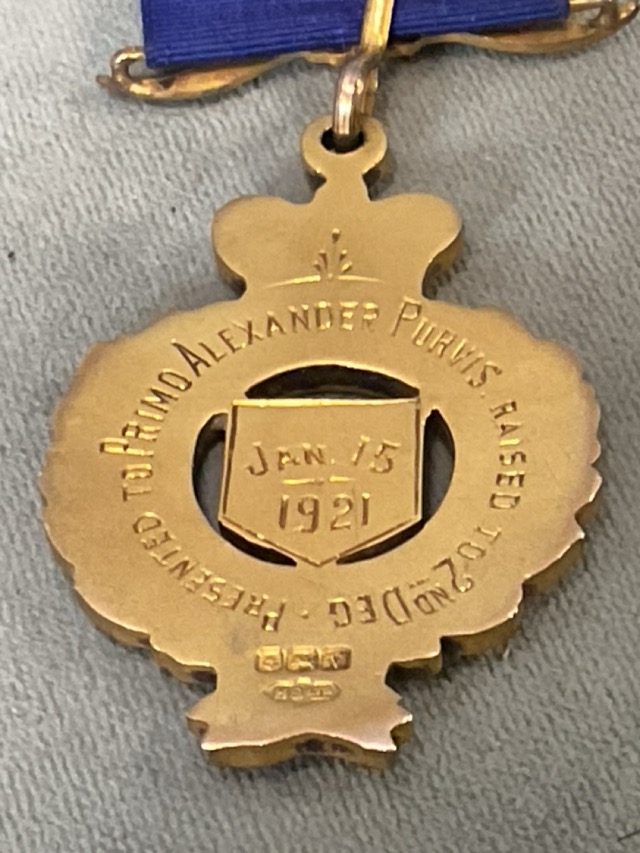 PRESENTED TO PRIMO ALEXANDER PURVIS. RAISED TO 2ND DEG.
JAN. 15
1921